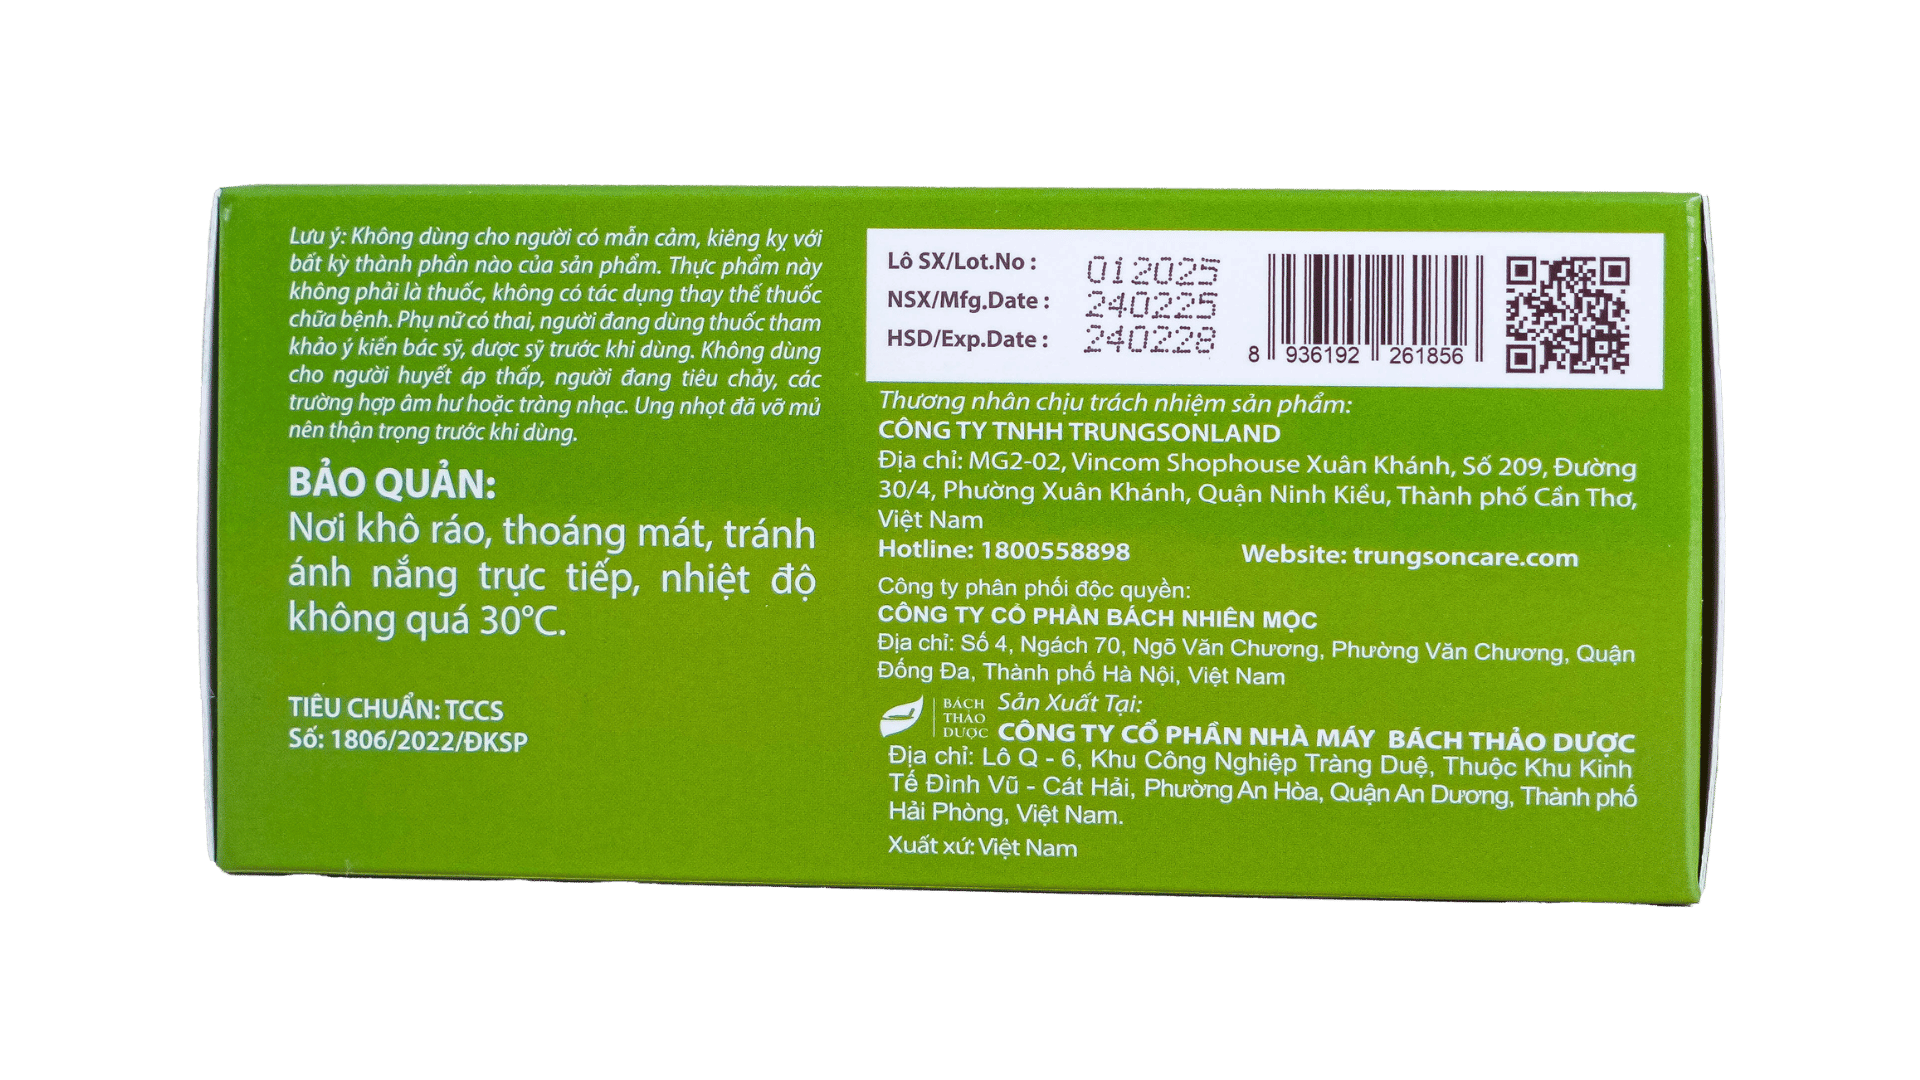 Lưu ý: Không dùng cho người có mẫn cảm, kiêng kỵ với
bất kỳ thành phần nào của sản phẩm. Thực phẩm này
không phải là thuốc, không có tác dụng thay thế thuốc
chữa bệnh. Phụ nữ có thai, người đang dùng thuốc tham
khảo ý kiến bác sỹ, dược sỹ trước khi dùng. Không dùng
cho người huyết áp thấp, người đang tiêu chảy, các
trường hợp âm hư hoặc tràng nhạc. Ung nhọt đã vỡ mủ
nên thận trọng trước khi dùng.
BẢO QUẢN:
Nơi khô ráo, thoáng mát, tránh
ánh nắng trực tiếp, nhiệt độ
không quá 30°C.
TIÊU CHUẨN: TCCS
Số: 1806/2022/ĐKSP
Lô SX/Lot.No : 012025
NSX/Mfg.Date : 240225
HSD/Exp.Date : 240228
8 936192 261856
Thương nhân chịu trách nhiệm sản phẩm:
CÔNG TY TNHH TRUNGSONLAND
Địa chỉ: MG2-02, Vincom Shophouse Xuân Khánh, Số 209, Đường
30/4, Phường Xuân Khánh, Quận Ninh Kiều, Thành phố Cần Thơ,
Việt Nam
Hotline: 1800558898 Website: trungsoncare.com
Công ty phân phối độc quyền:
CÔNG TY CỔ PHẦN BÁCH NHIÊN MỘC
Địa chỉ: Số 4, Ngách 70, Ngõ Văn Chương, Phường Văn Chương, Quận
Đống Đa, Thành phố Hà Nội, Việt Nam
BÁCH
THẢO
DƯỢC
Sản Xuất Tại:
CÔNG TY CỔ PHẦN NHÀ MÁY BÁCH THẢO DƯỢC
Địa chỉ: Lô Q - 6, Khu Công Nghiệp Tràng Duệ, Thuộc Khu Kinh
Tế Đình Vũ - Cát Hải, Phường An Hòa, Quận An Dương, Thành phố
Hải Phòng, Việt Nam.
Xuất xứ: Việt Nam